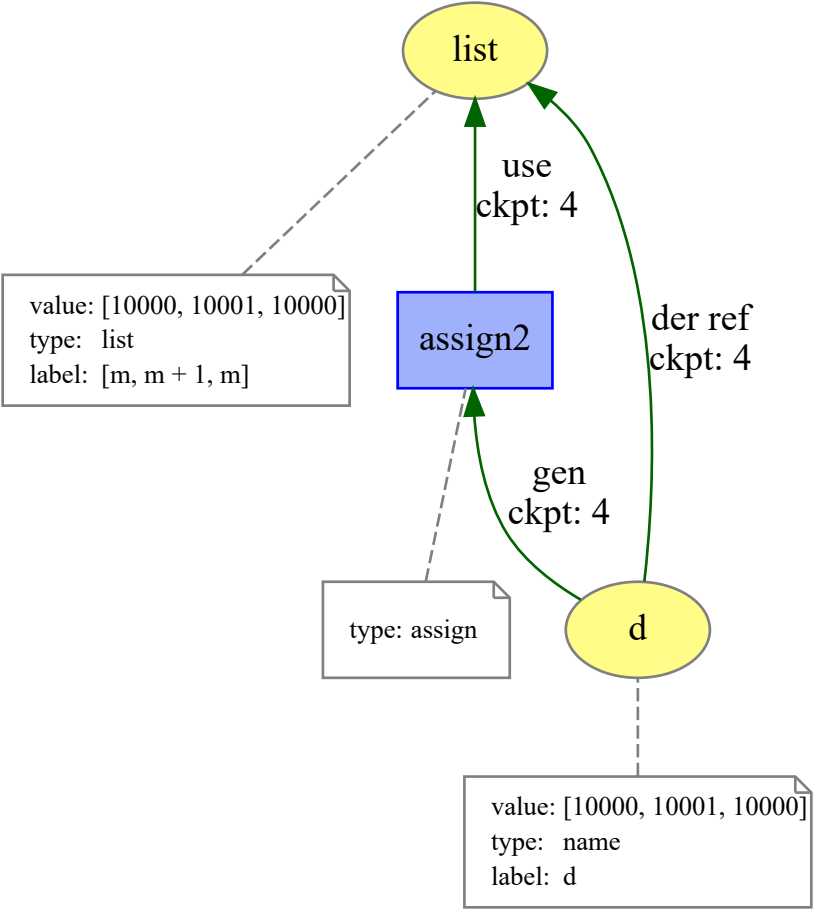 list
use
ckpt: 4
value: [10000, 10001, 10000]
type: list
label: [m, m + 1, m]
assign2
der ref
ckpt: 4
gen
ckpt: 4
type: assign
d
value: [10000, 10001, 10000]
type: name
label: d